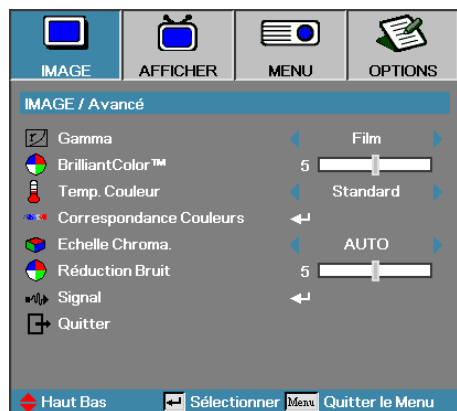 IMAGE AFFICHER MENU OPTIONS
IMAGE / Avancé
Gamma Film
BrilliantColor™ 5
Temp. Couleur Standard
Correspondance Couleurs
Echelle Chroma. AUTO
Réduction Bruit 5
Signal
Quitter
Haut Bas Sélectionner Menu Quitter le Menu